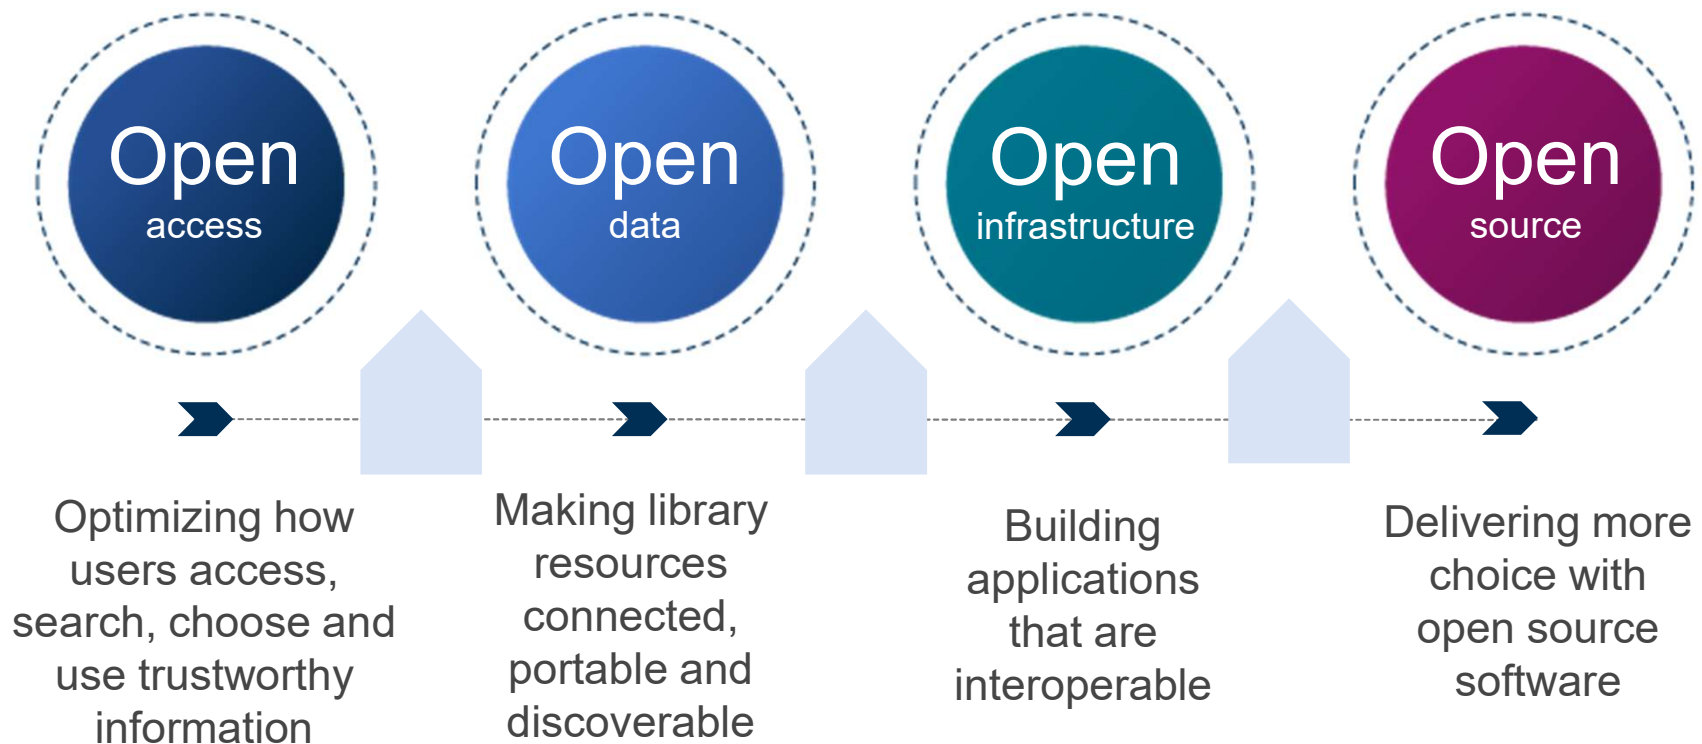 Open
access
Open
data
Open
infrastructure
Open
source
Optimizing how
users access,
search, choose and
use trustworthy
information
Making library
resources
connected,
portable and
discoverable
Building
applications
that are
interoperable
Delivering more
choice with
open source
software